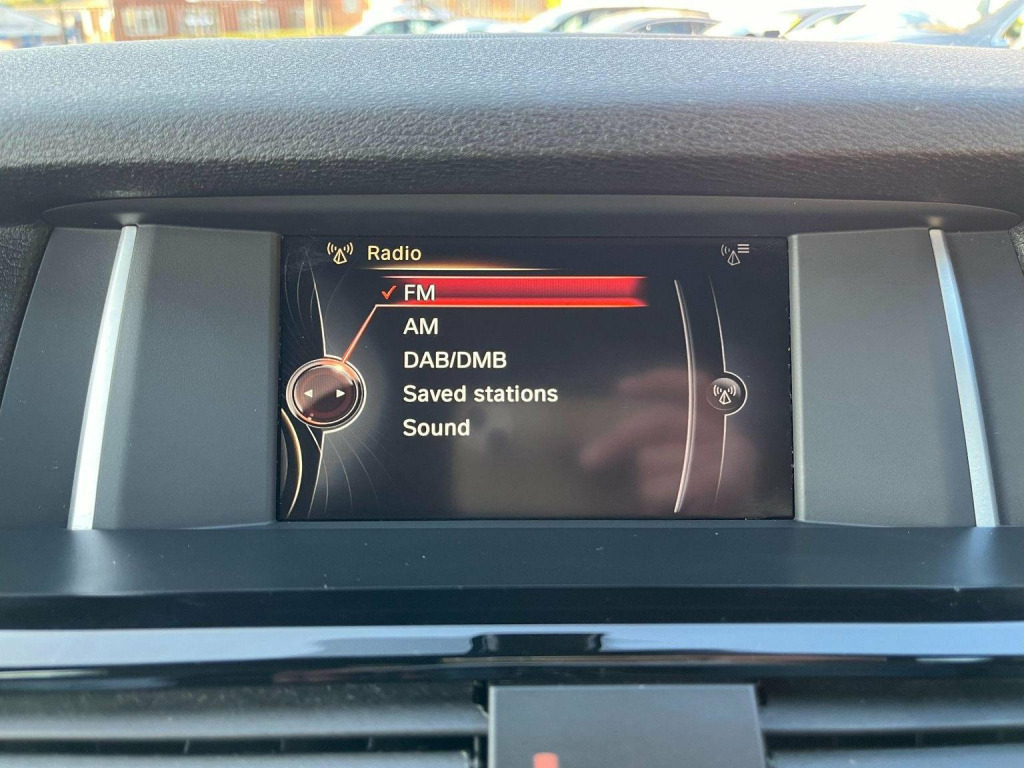 Radio
FM
AM
DAB/DMB
Saved stations
Sound